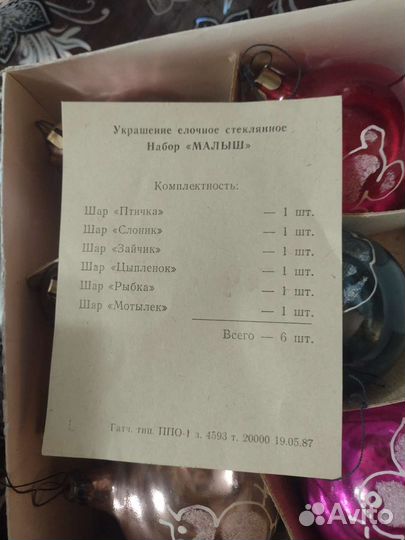 Украшение елочное стеклянное
Набор «МАЛЫШ»
Комплектность:
Шар «Птичка» — 1 шт.
Шар «Слоник» — 1 шт.
Шар «Зайчик» — 1 шт.
Шар «Цыпленок» — 1 шт.
Шар «Рыбка» — 1 шт.
Шар «Мотылек» — 1 шт.
Всего — 6 шт.
Гатч. тип. ППО-1 з. 4593 т. 20000 19.05.87
Avito